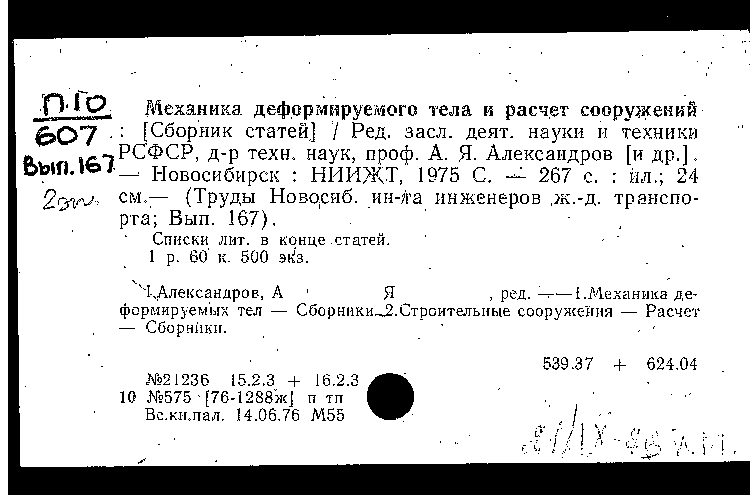 П.10
607
Вып.167
2эк.
Механика деформируемого тела и расчет сооружений
: [Сборник статей] / Ред. засл. деят. науки и техники
РСФСР, д-р техн. наук, проф. А. Я. Александров [и др.].
— Новосибирск : НИИЖТ, 1975 С. — 267 с. : ил.; 24
см.— (Труды Новосиб. ин-та инженеров ж.-д. транспо-
рта; Вып. 167).
Списки лит. в конце статей.
1 р. 60 к. 500 экз.
1.Александров, А Я , ред. — —1.Механика де-
формируемых тел — Сборники.—2.Строительные сооружения — Расчет
— Сборники.
539.37 + 624.04
№21236 15.2.3 + 16.2.3
10 №575 [76-1288ж] п тп
Вс.кн.пал. 14.06.76 М55